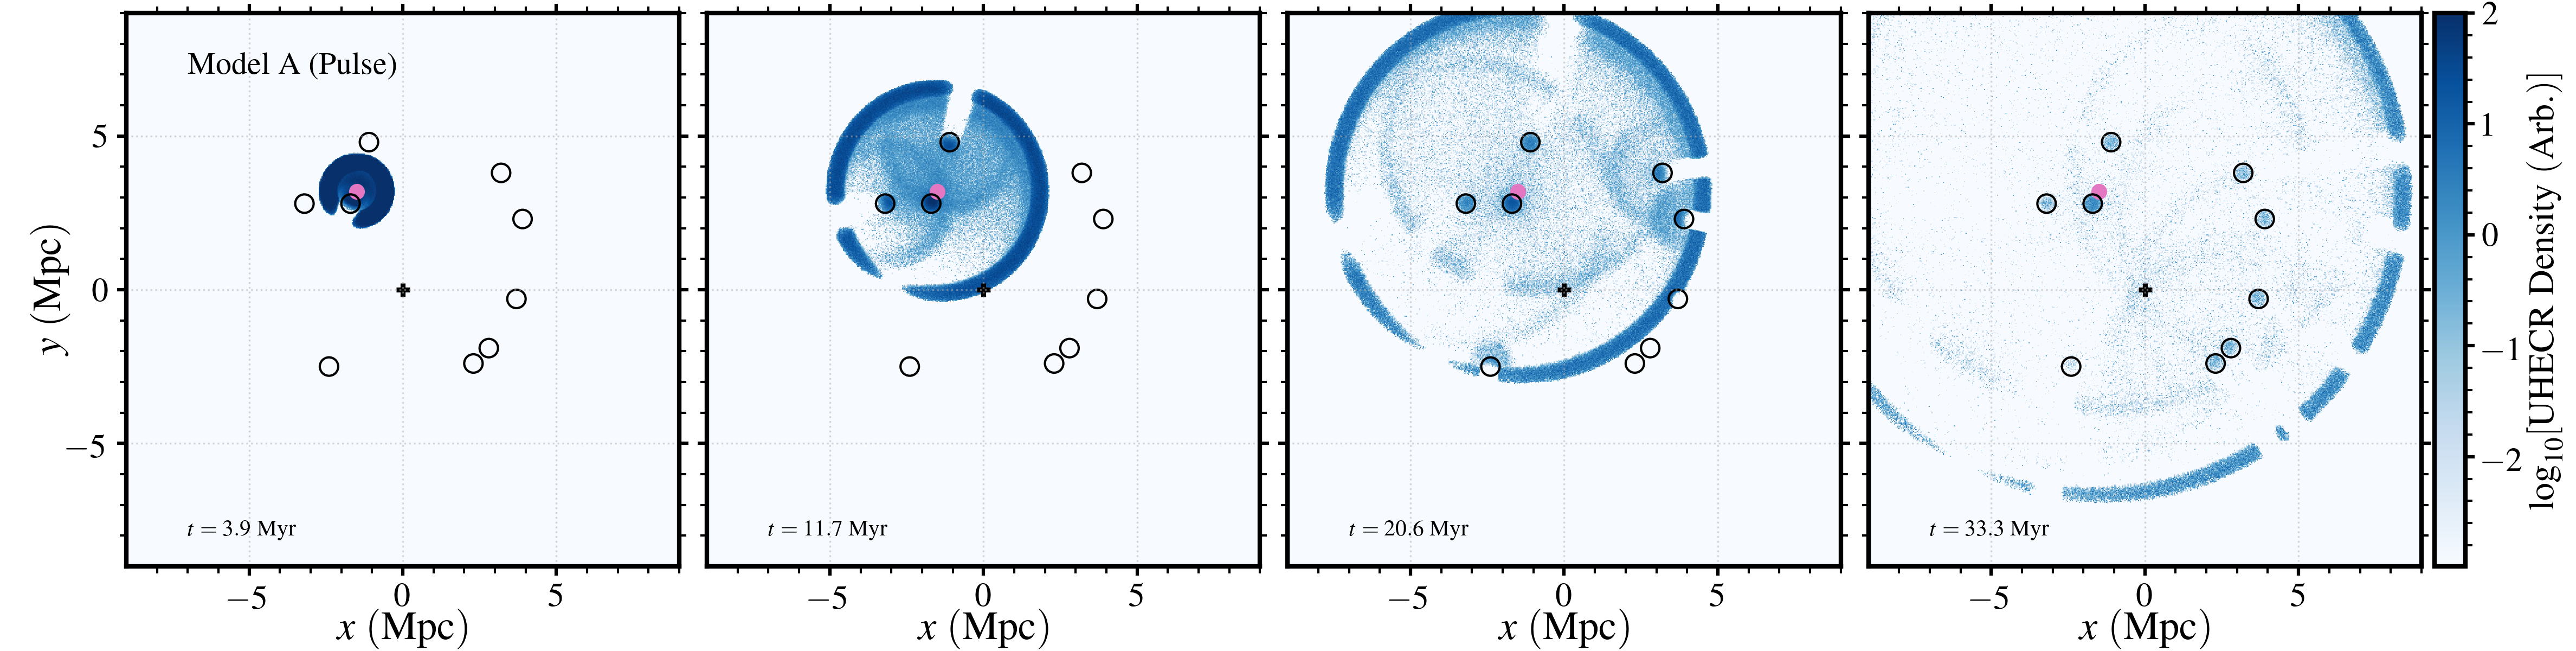 Model A (Pulse)
5
0
−5
y (Mpc)
t = 3.9 Myr
t = 11.7 Myr
t = 20.6 Myr
t = 33.3 Myr
−5 0 5
−5 0 5
−5 0 5
−5 0 5
x (Mpc)
x (Mpc)
x (Mpc)
x (Mpc)
2
1
0
−1
−2
log10[UHECR Density (Arb.)]